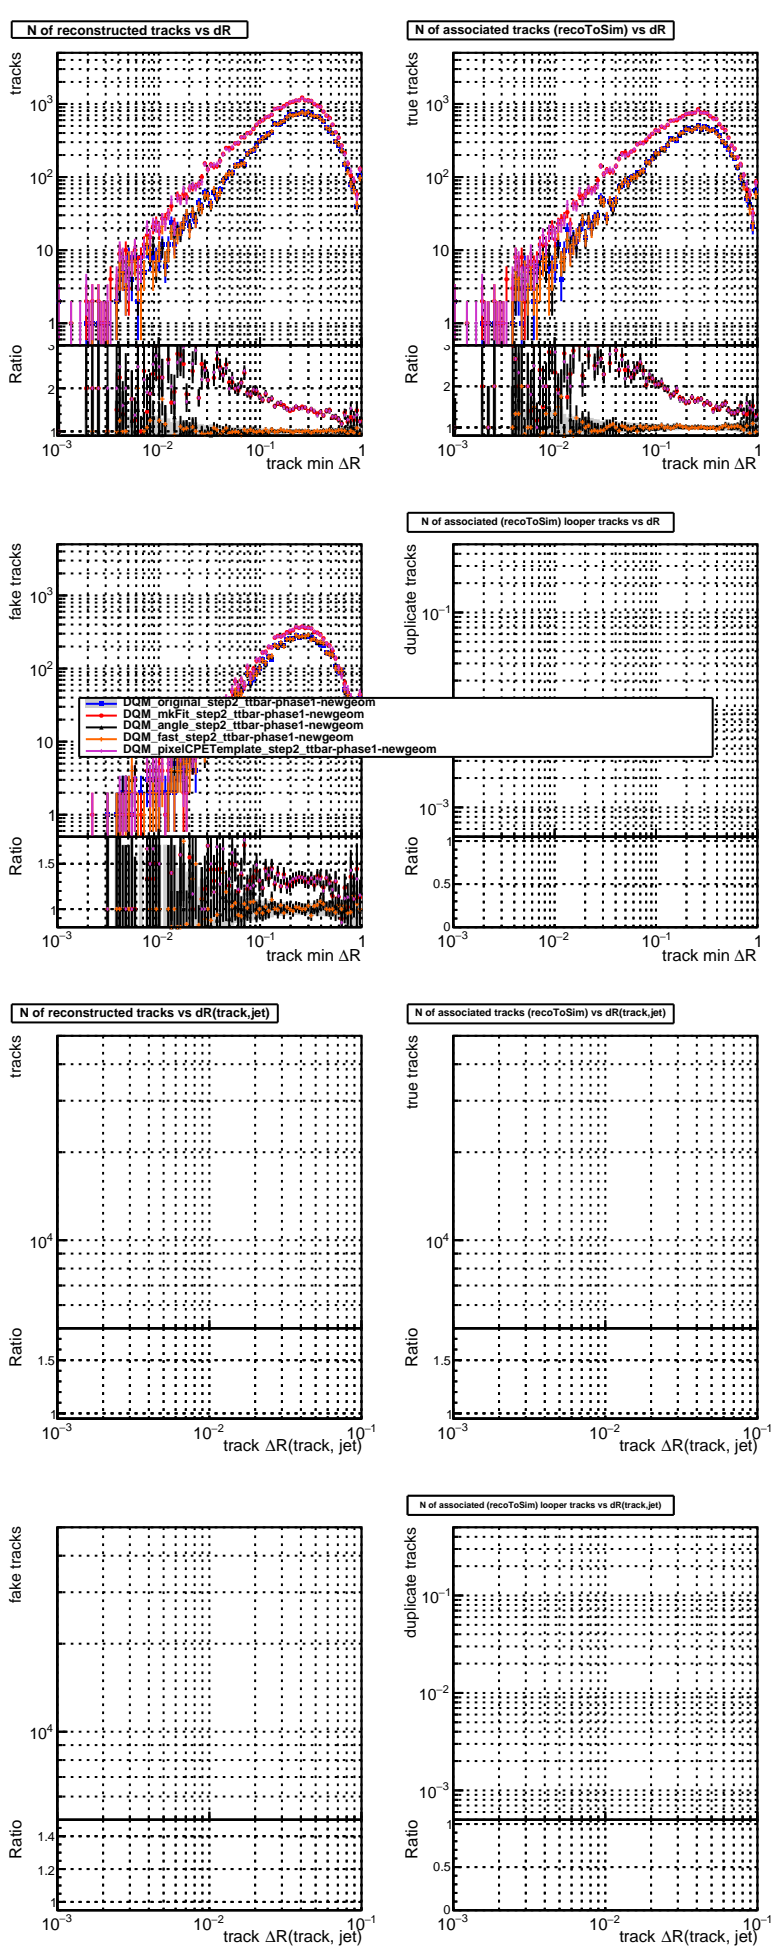 N of reconstructed tracks vs dR
tracks
10³
10²
10
1
Ratio
3
2
1
10⁻³ 10⁻² 10⁻¹ 1
track min ΔR
N of associated tracks (recoToSim) vs dR
true tracks
10³
10²
10
1
Ratio
3
2
1
10⁻³ 10⁻² 10⁻¹ 1
track min ΔR
fake tracks
10³
10²
10
1
Ratio
1.5
1
10⁻³ 10⁻² 10⁻¹ 1
track min ΔR
N of associated (recoToSim) looper tracks vs dR
duplicate tracks
10⁻¹
10⁻³
Ratio
1
0.5
0
10⁻³ 10⁻² 10⁻¹ 1
track min ΔR
DQM_original_step2_ttbar-phase1-newgeom
DQM_mkFit_step2_ttbar-phase1-newgeom
DQM_angle_step2_ttbar-phase1-newgeom
DQM_fast_step2_ttbar-phase1-newgeom
DQM_pixelCPETemplate_step2_ttbar-phase1-newgeom
N of reconstructed tracks vs dR(track,jet)
tracks
10⁴
Ratio
1.5
1
10⁻³ 10⁻² 10⁻¹
track ΔR(track, jet)
N of associated tracks (recoToSim) vs dR(track,jet)
true tracks
10⁴
Ratio
1.5
1
10⁻³ 10⁻² 10⁻¹
track ΔR(track, jet)
fake tracks
10⁴
Ratio
1.4
1.2
1
10⁻³ 10⁻² 10⁻¹
track ΔR(track, jet)
N of associated (recoToSim) looper tracks vs dR(track,jet)
duplicate tracks
10⁻¹
10⁻²
10⁻³
Ratio
1
0.5
0
10⁻³ 10⁻² 10⁻¹
track ΔR(track, jet)